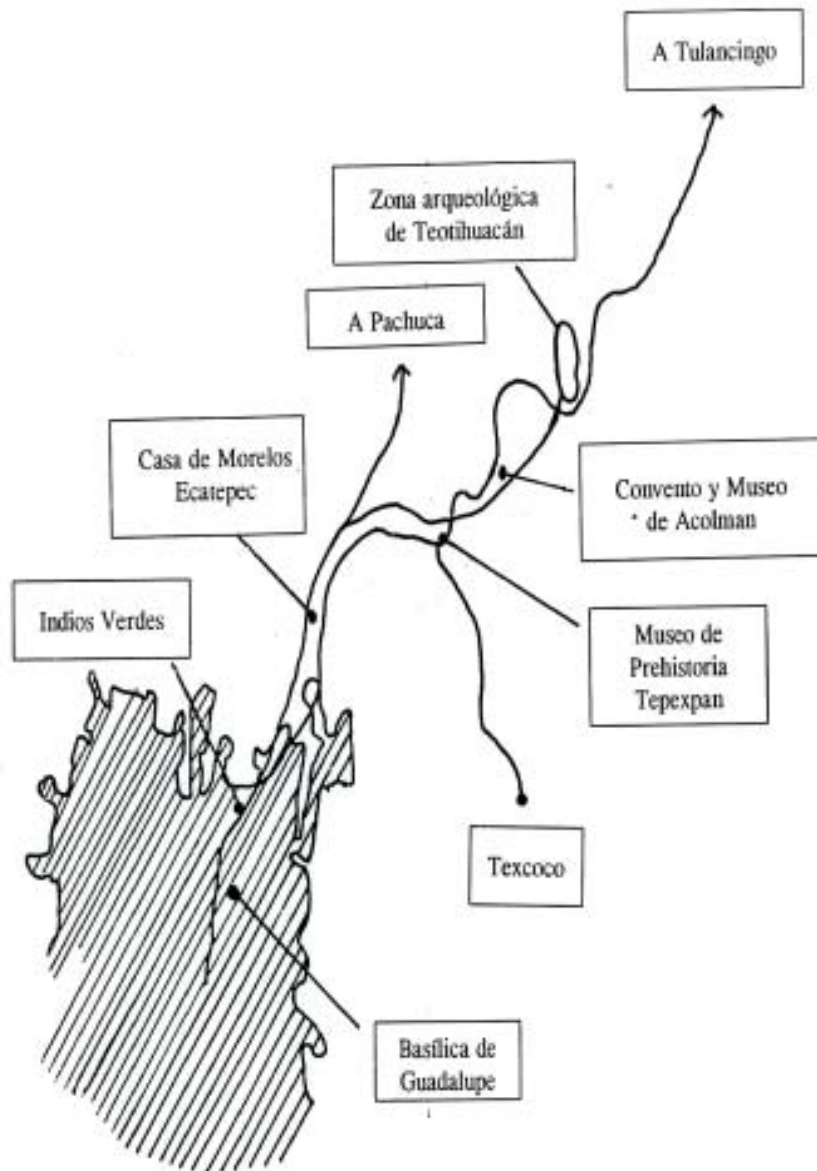 A Tulancingo
Zona arqueológica
de Teotihuacán
A Pachuca
Casa de Morelos
Ecatepec
Convento y Museo
de Acolman
Indios Verdes
Museo de
Prehistoria
Tepexpan
Texcoco
Basílica de
Guadalupe